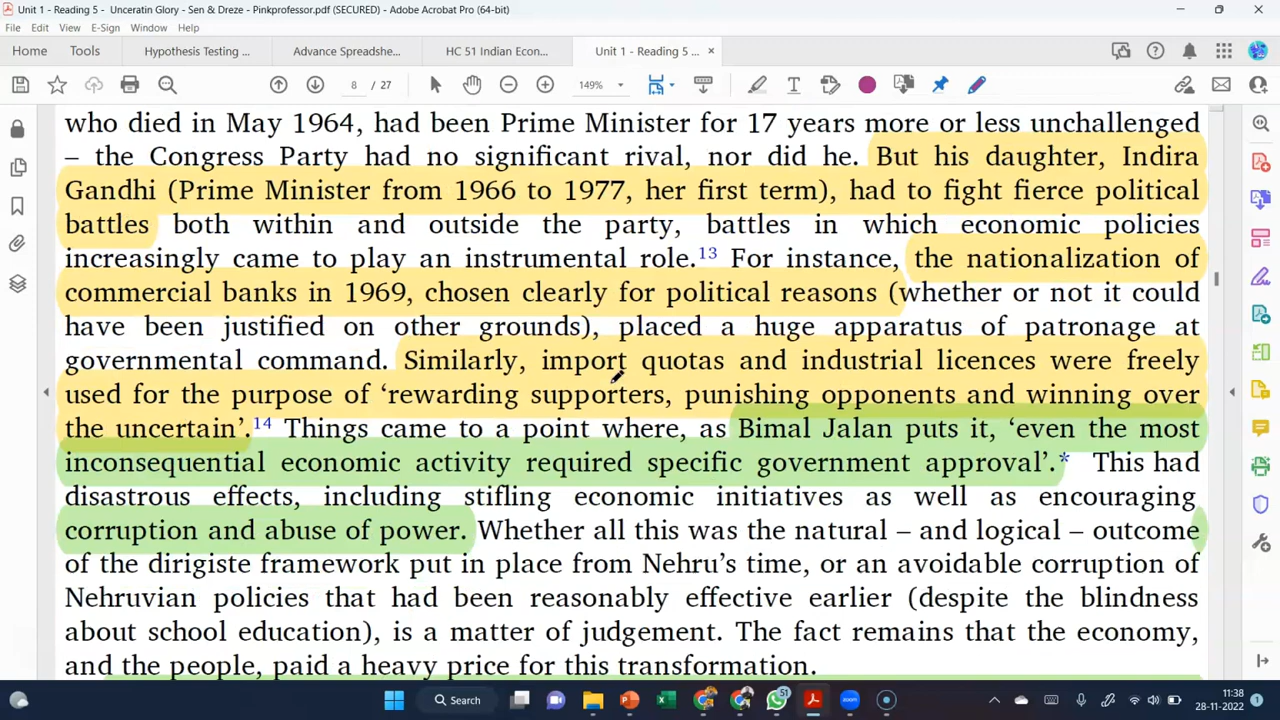 Unit 1 - Reading 5 - Unceratin Glory - Sen & Dreze - Pinkprofessor.pdf (SECURED) - Adobe Acrobat Pro (64-bit)
File Edit View E-Sign Window Help
Home Tools Hypothesis Testing ... Advance Spreadshe... HC 51 Indian Econ... Unit 1 - Reading 5 ... ×
8 / 27 149%
who died in May 1964, had been Prime Minister for 17 years more or less unchallenged
– the Congress Party had no significant rival, nor did he. But his daughter, Indira
Gandhi (Prime Minister from 1966 to 1977, her first term), had to fight fierce political
battles both within and outside the party, battles in which economic policies
increasingly came to play an instrumental role.13 For instance, the nationalization of
commercial banks in 1969, chosen clearly for political reasons (whether or not it could
have been justified on other grounds), placed a huge apparatus of patronage at
governmental command. Similarly, import quotas and industrial licences were freely
used for the purpose of ‘rewarding supporters, punishing opponents and winning over
the uncertain’.14 Things came to a point where, as Bimal Jalan puts it, ‘even the most
inconsequential economic activity required specific government approval’.* This had
disastrous effects, including stifling economic initiatives as well as encouraging
corruption and abuse of power. Whether all this was the natural – and logical – outcome
of the dirigiste framework put in place from Nehru’s time, or an avoidable corruption of
Nehruvian policies that had been reasonably effective earlier (despite the blindness
about school education), is a matter of judgement. The fact remains that the economy,
and the people, paid a heavy price for this transformation.
Search 51 11:38
28-11-2022